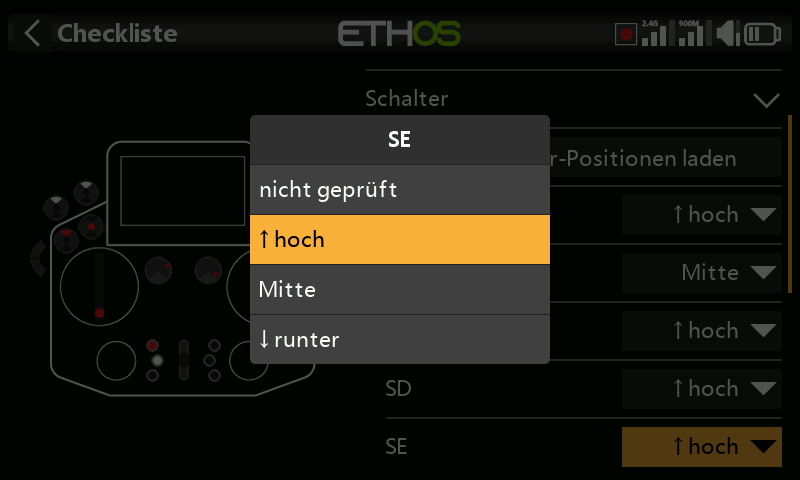 Checkliste
ETHOS
2.4G
900M
Schalter
SE
r-Positionen laden
nicht geprüft
↑hoch
↑hoch
Mitte
Mitte
↓runter
↑hoch
SD
↑hoch
SE
↑hoch